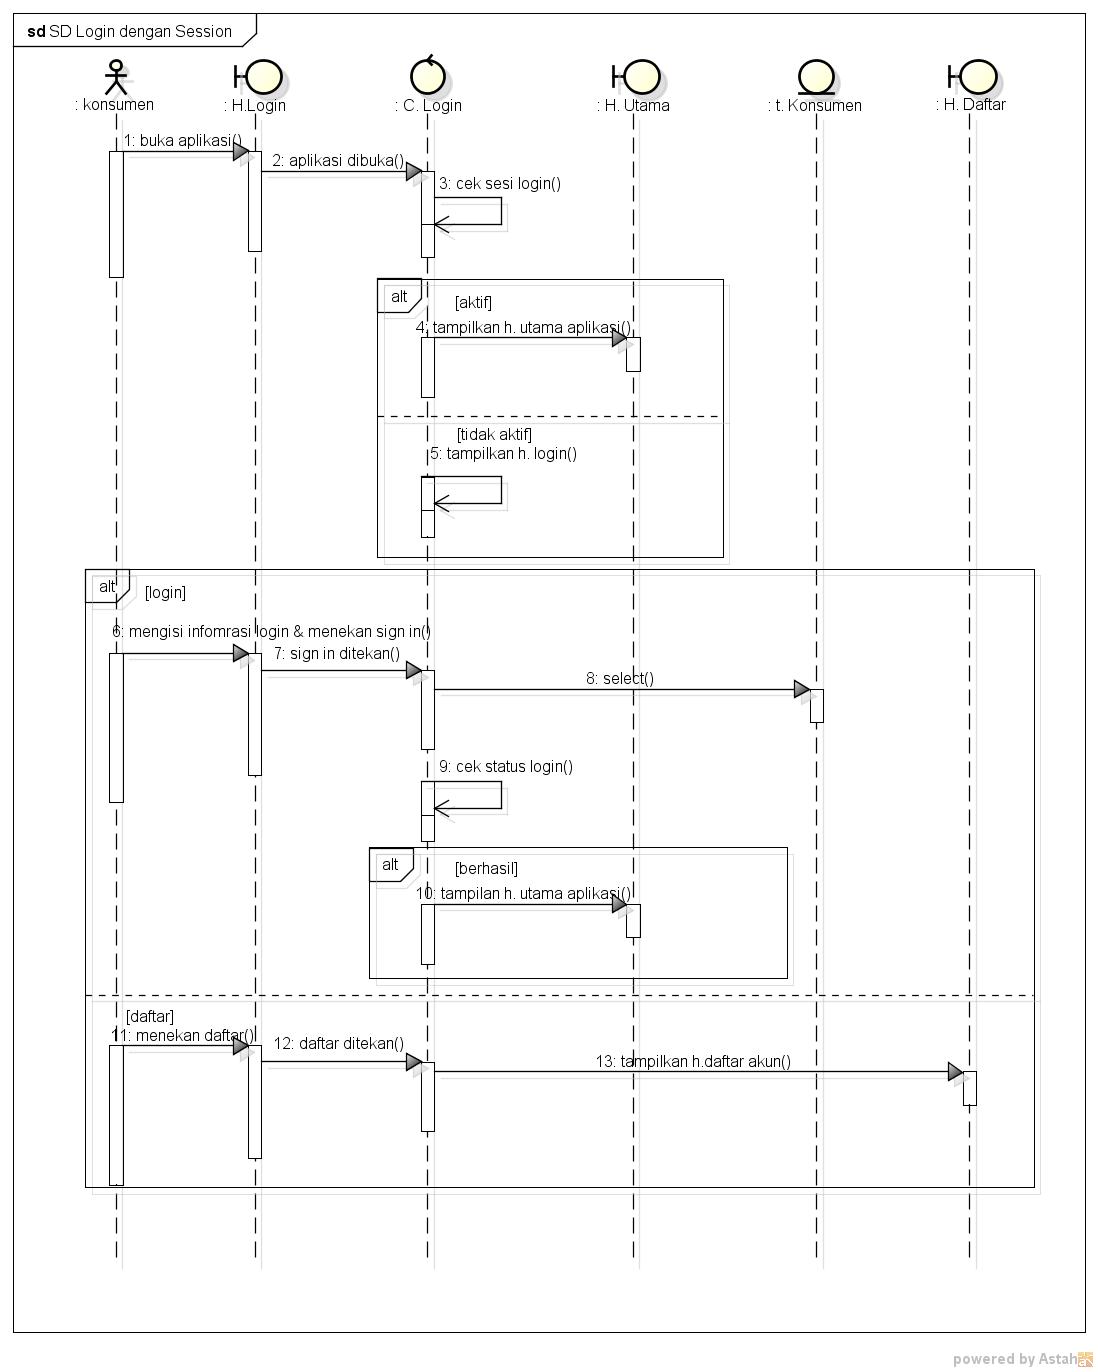 sd SD Login dengan Session
: konsumen
: H.Login
: C. Login
: H. Utama
: t. Konsumen
: H. Daftar
1: buka aplikasi()
2: aplikasi dibuka()
3: cek sesi login()
alt
[aktif]
4: tampilkan h. utama aplikasi()
[tidak aktif]
5: tampilkan h. login()
alt
[login]
6: mengisi infomrasi login & menekan sign in()
7: sign in ditekan()
8: select()
9: cek status login()
alt
[berhasil]
10: tampilan h. utama aplikasi()
[daftar]
11: menekan daftar()
12: daftar ditekan()
13: tampilkan h.daftar akun()
powered by Astah